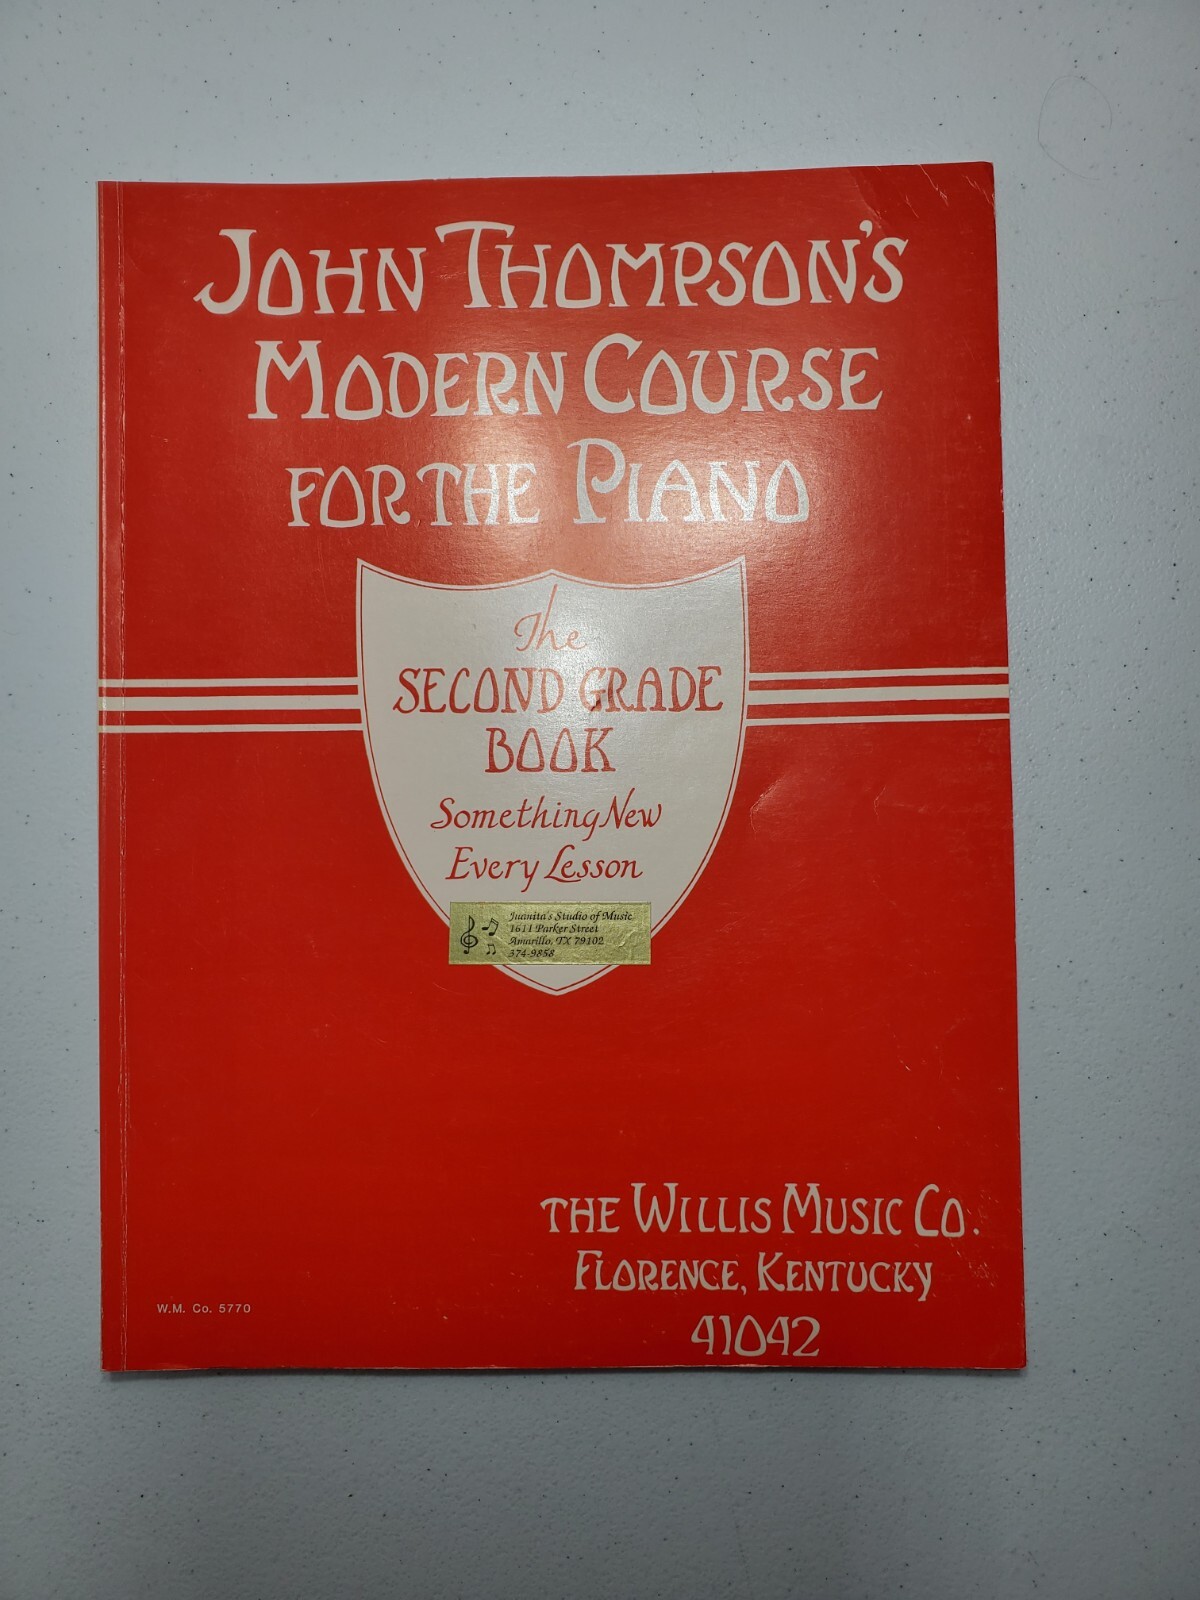 JOHN THOMPSON'S
MODERN COURSE
FOR THE PIANO
The
SECOND GRADE
BOOK
Something New
Every Lesson
Juanita's Studio of Music
1611 Parker Street
Amarillo, TX 79102
374-9858
THE WILLIS MUSIC CO.
FLORENCE, KENTUCKY
41042
W.M. Co. 5770